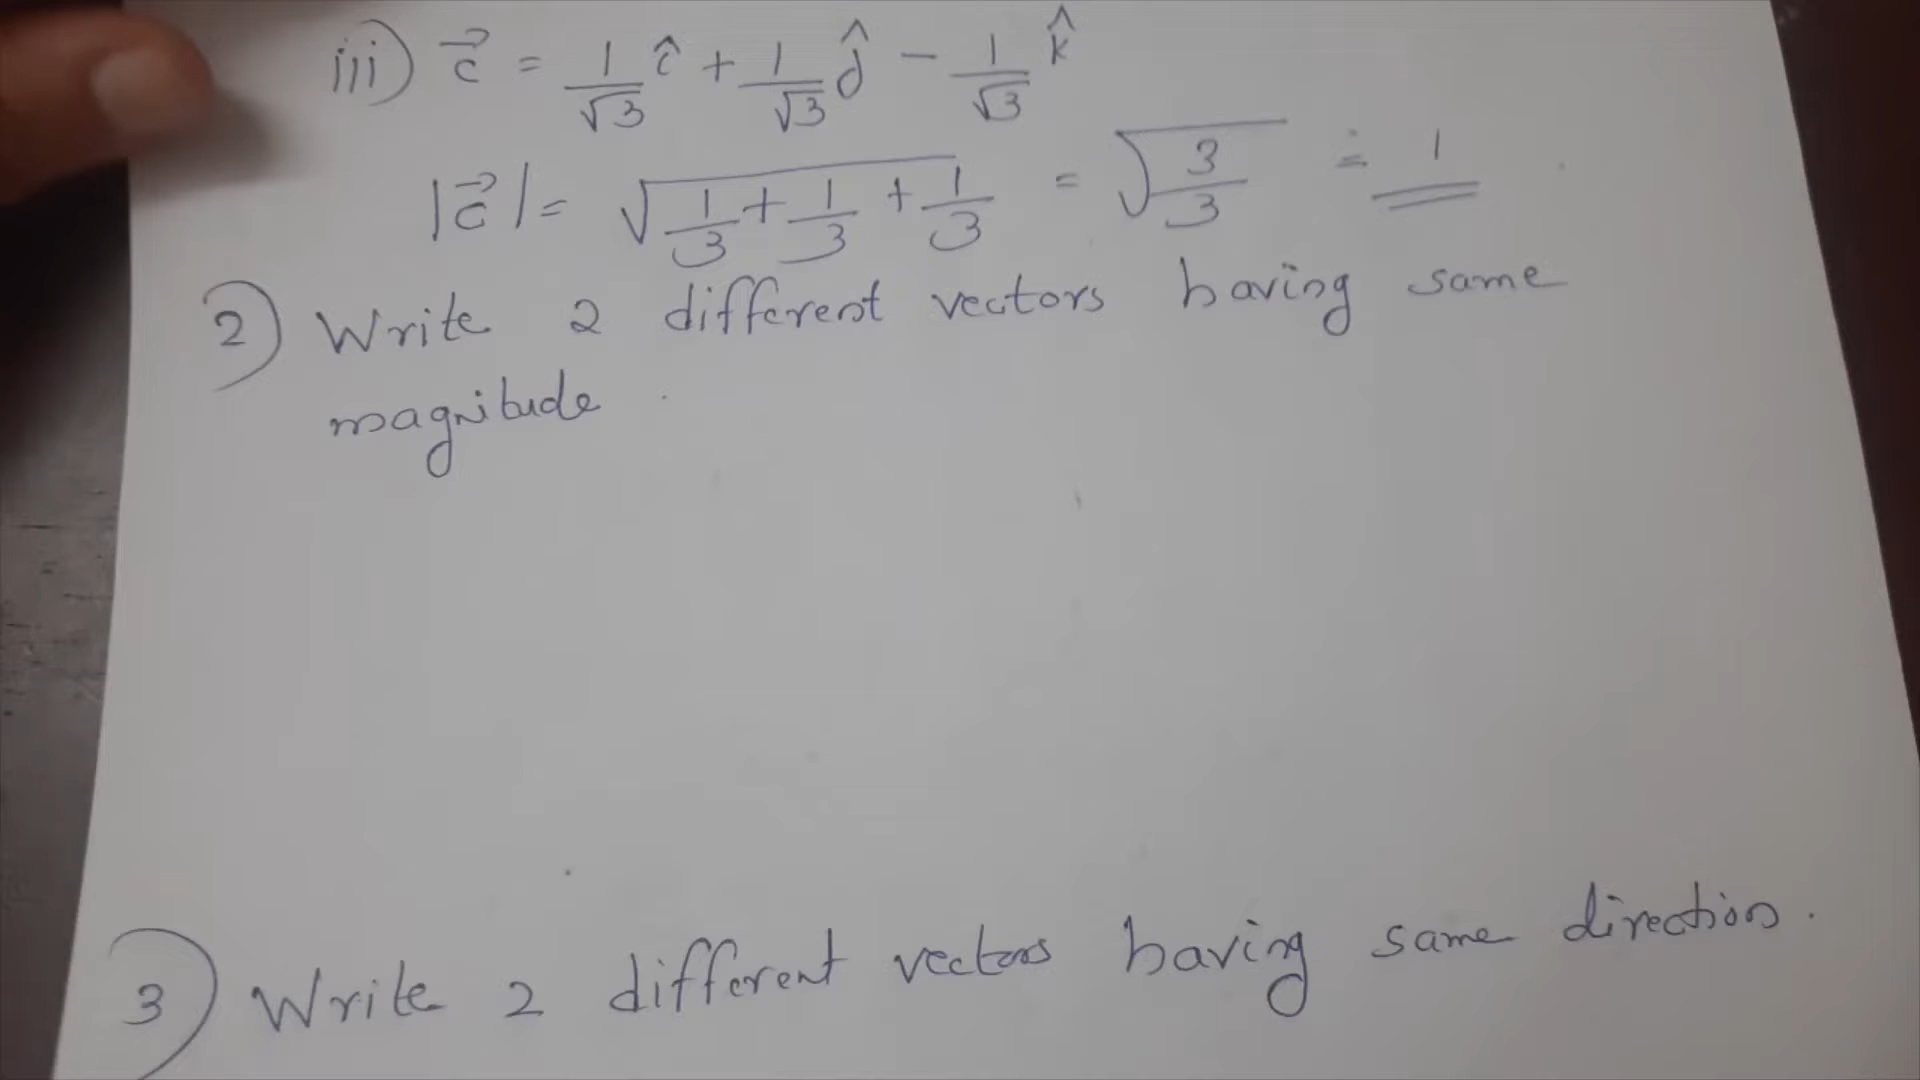 iii) c⃗ = 1/√3 î + 1/√3 ĵ − 1/√3 k̂
|c⃗| = √(1/3 + 1/3 + 1/3) = √(3/3) = 1
2) Write 2 different vectors having same
magnitude.
3) Write 2 different vectors having same direction.